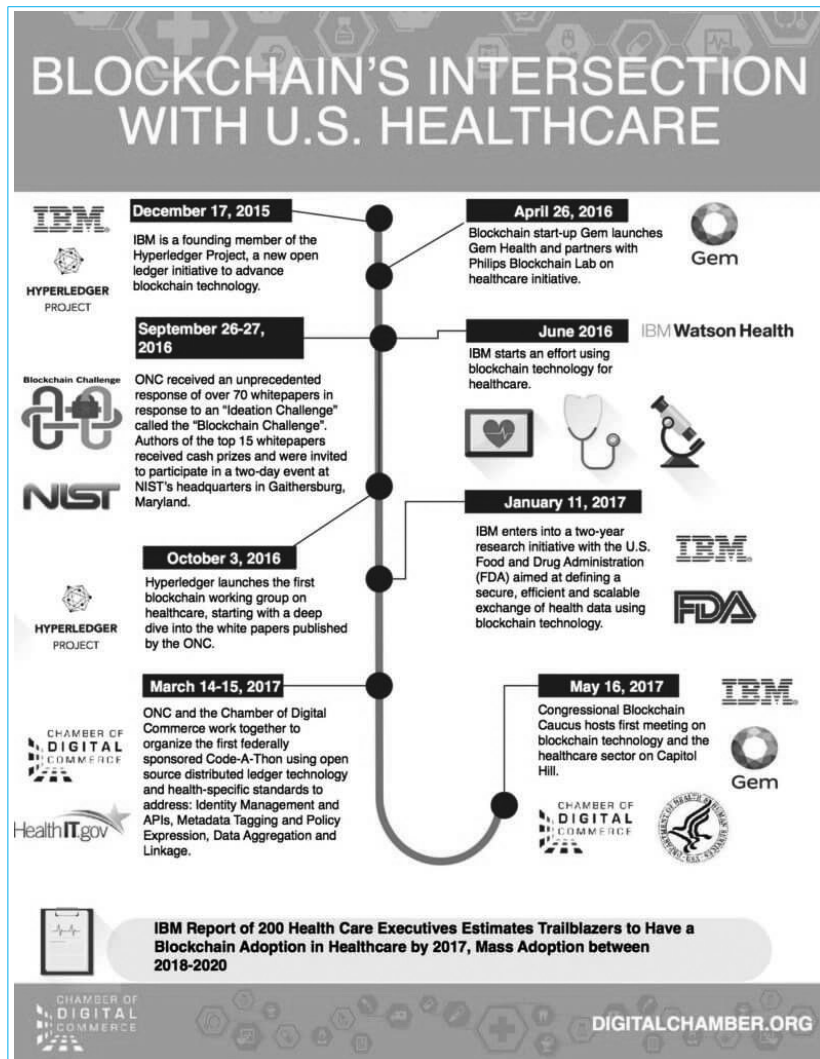 BLOCKCHAIN'S INTERSECTION
WITH U.S. HEALTHCARE
IBM
HYPERLEDGER
PROJECT
December 17, 2015
IBM is a founding member of the
Hyperledger Project, a new open
ledger initiative to advance
blockchain technology.
April 26, 2016
Blockchain start-up Gem launches
Gem Health and partners with
Philips Blockchain Lab on
healthcare initiative.
Gem
September 26-27,
2016
ONC received an unprecedented
response of over 70 whitepapers in
response to an “Ideation Challenge”
called the “Blockchain Challenge”.
Authors of the top 15 whitepapers
received cash prizes and were invited
to participate in a two-day event at
NIST's headquarters in Gaithersburg,
Maryland.
Blockchain Challenge
NIST
June 2016
IBM Watson Health
IBM starts an effort using
blockchain technology for
healthcare.
October 3, 2016
Hyperledger launches the first
blockchain working group on
healthcare, starting with a deep
dive into the white papers published
by the ONC.
HYPERLEDGER
PROJECT
January 11, 2017
IBM enters into a two-year
research initiative with the U.S.
Food and Drug Administration
(FDA) aimed at defining a
secure, efficient and scalable
exchange of health data using
blockchain technology.
IBM
FDA
March 14-15, 2017
ONC and the Chamber of Digital
Commerce work together to
organize the first federally
sponsored Code-A-Thon using open
source distributed ledger technology
and health-specific standards to
address: Identity Management and
APIs, Metadata Tagging and Policy
Expression, Data Aggregation and
Linkage.
CHAMBER OF
DIGITAL
COMMERCE
HealthIT.gov
May 16, 2017
Congressional Blockchain
Caucus hosts first meeting on
blockchain technology and the
healthcare sector on Capitol
Hill.
IBM
Gem
CHAMBER OF
DIGITAL
COMMERCE
IBM Report of 200 Health Care Executives Estimates Trailblazers to Have a
Blockchain Adoption in Healthcare by 2017, Mass Adoption between
2018-2020
CHAMBER OF
DIGITAL
COMMERCE
DIGITALCHAMBER.ORG